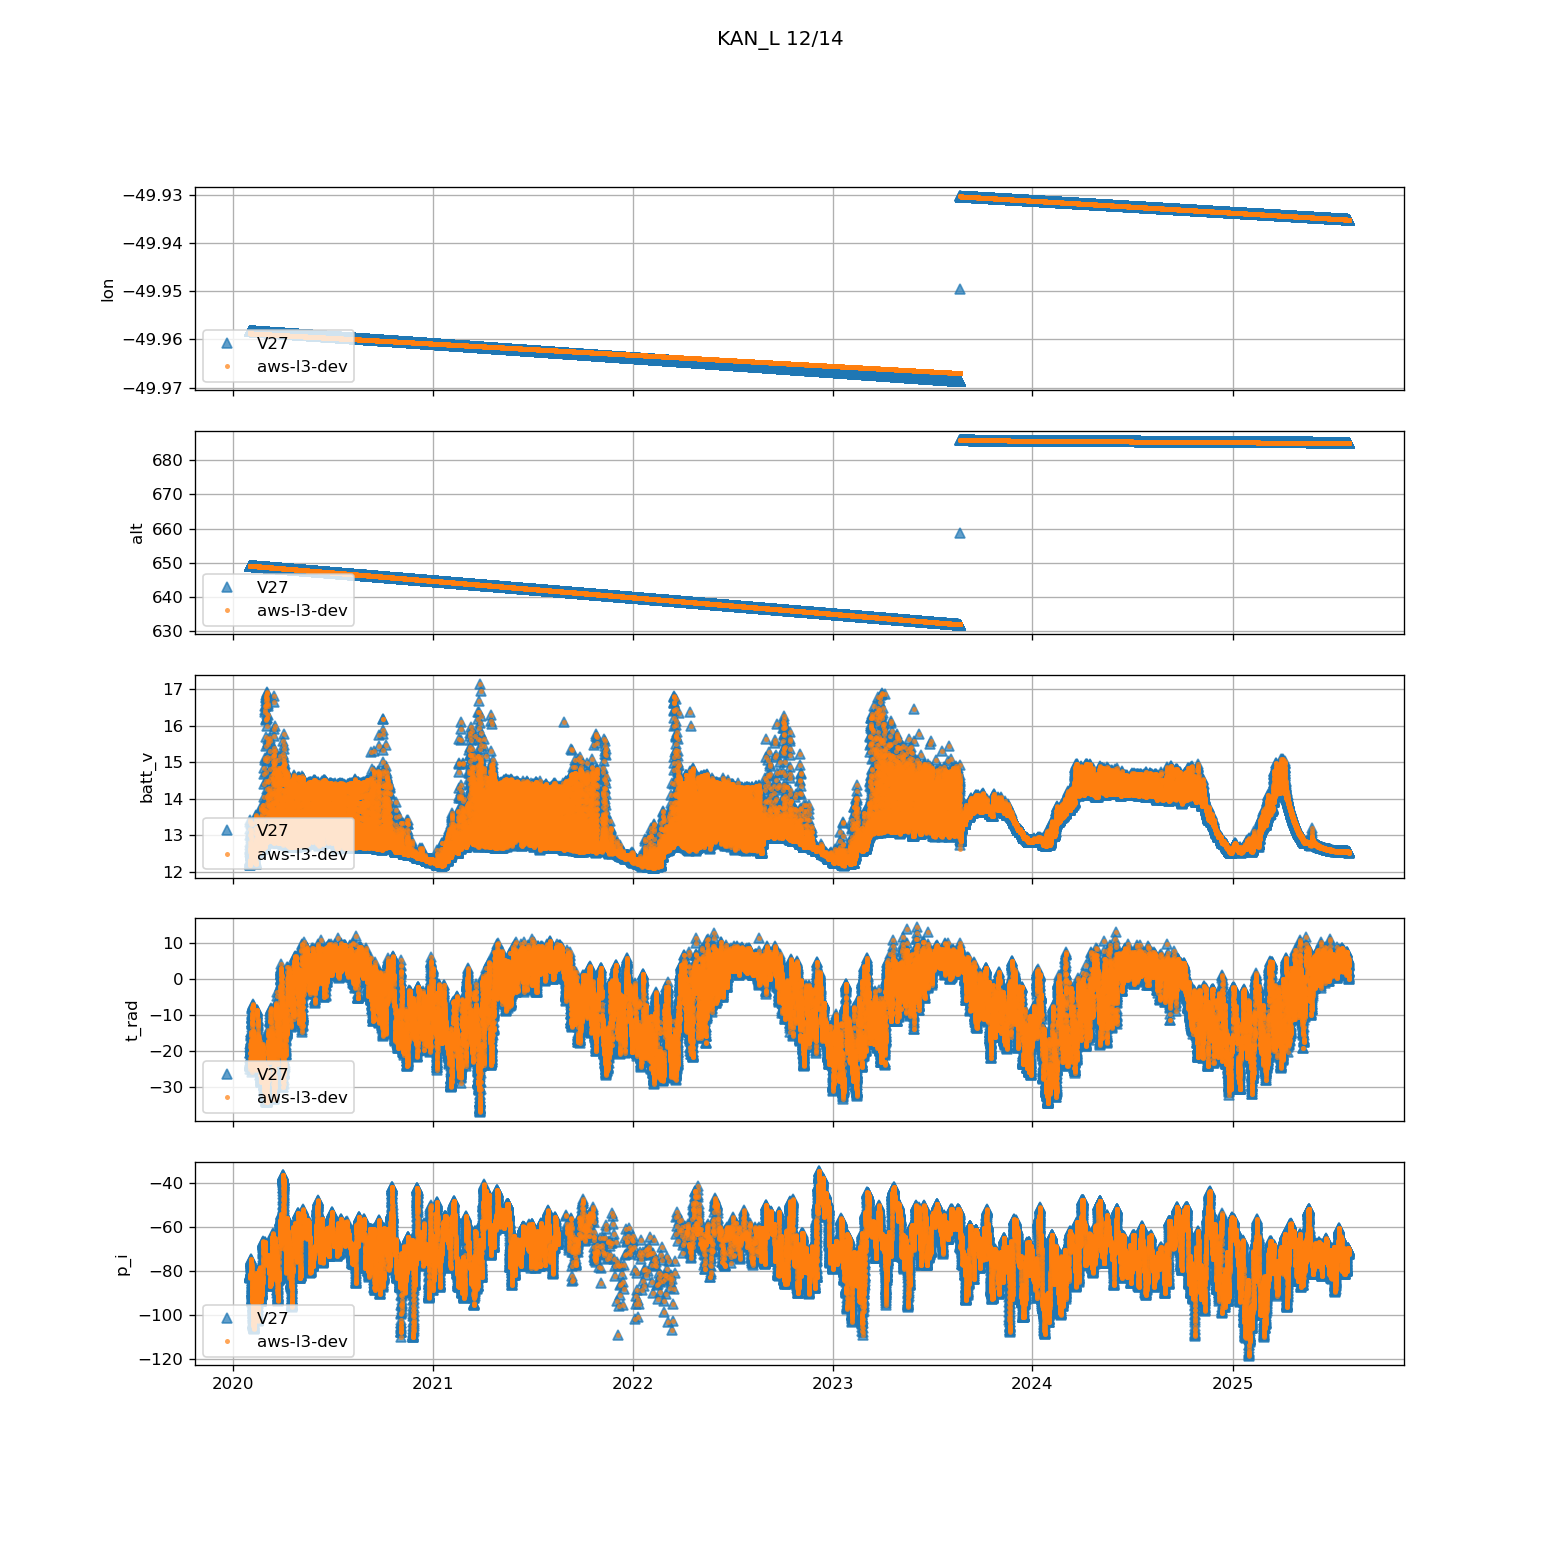 KAN_L 12/14
−49.93
−49.94
−49.95
−49.96
−49.97
lon
V27
aws-l3-dev
680
670
660
650
640
630
alt
V27
aws-l3-dev
17
16
15
14
13
12
batt_v
V27
aws-l3-dev
10
0
−10
−20
−30
t_rad
V27
aws-l3-dev
−40
−60
−80
−100
−120
p_i
V27
aws-l3-dev
2020 2021 2022 2023 2024 2025